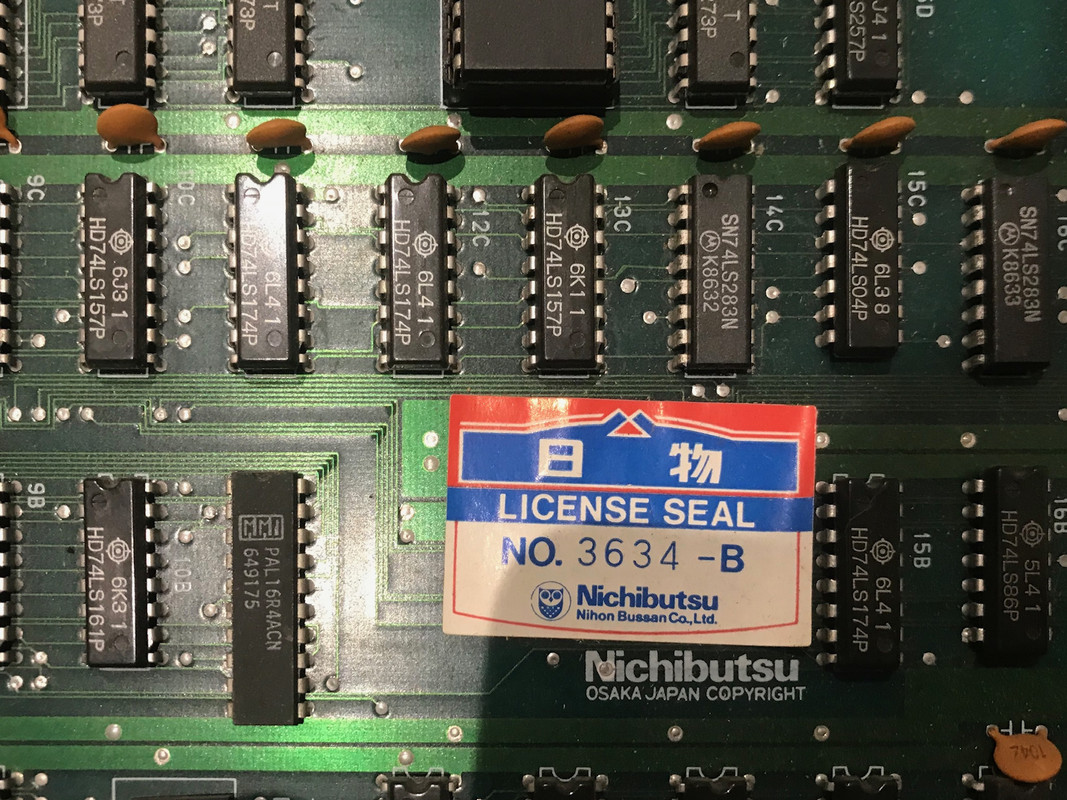 73P
T
73P
T
73P
J4 1
S257P
9C
6J3 1
HD74LS157P
6L4 1
HD74LS174P
12C
6L4 1
HD74LS174P
13C
6K1 1
HD74LS157P
14C
SN74LS283N
K8632
15C
6L3 8
HD74LS04P
16C
SN74LS283N
K8633
9B
6K3 1
HD74LS161P
10B
MMI
PAL16R4ACN
649175
日物
LICENSE SEAL
NO. 3634-B
Nichibutsu
Nihon Bussan Co., Ltd.
Nichibutsu
OSAKA JAPAN COPYRIGHT
15B
6L4 1
HD74LS174P
16B
5L4 1
HD74LS86P
104Z